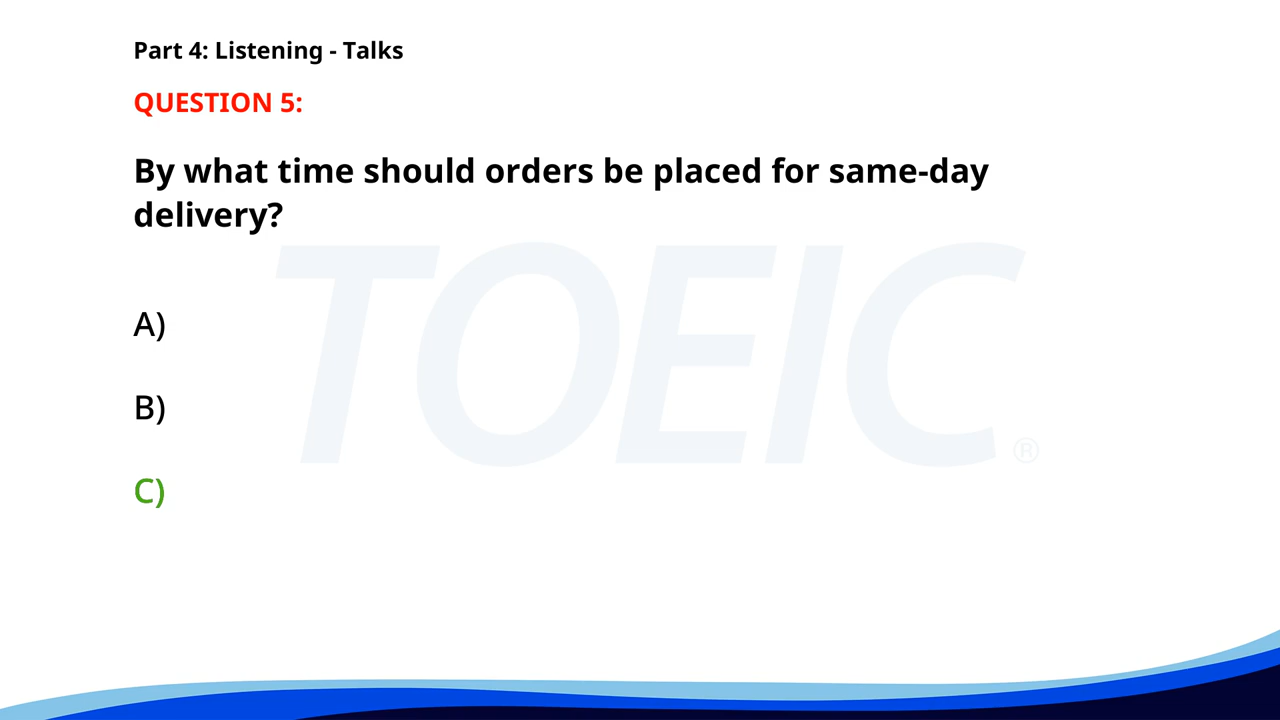 Part 4: Listening - Talks
QUESTION 5:
By what time should orders be placed for same-day
delivery?
TOEIC®
A)
B)
C)